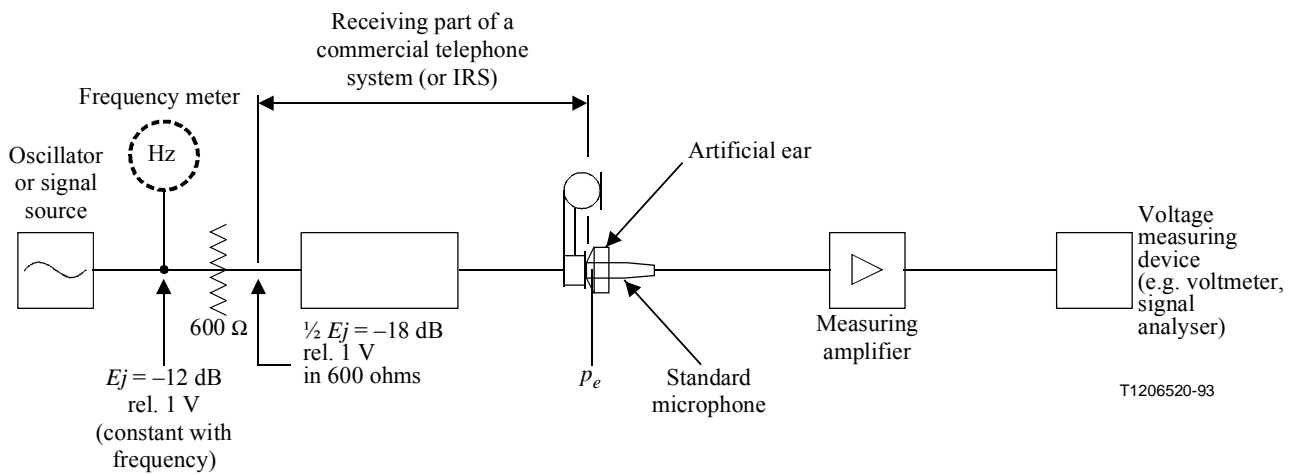 Receiving part of a
commercial telephone
system (or IRS)
Frequency meter
Hz
Oscillator
or signal
source
Artificial ear
Voltage
measuring
device
(e.g. voltmeter,
signal
analyser)
600 Ω
½ Ej = –18 dB
rel. 1 V
in 600 ohms
Measuring
amplifier
Ej = –12 dB
rel. 1 V
(constant with
frequency)
pe
Standard
microphone
T1206520-93